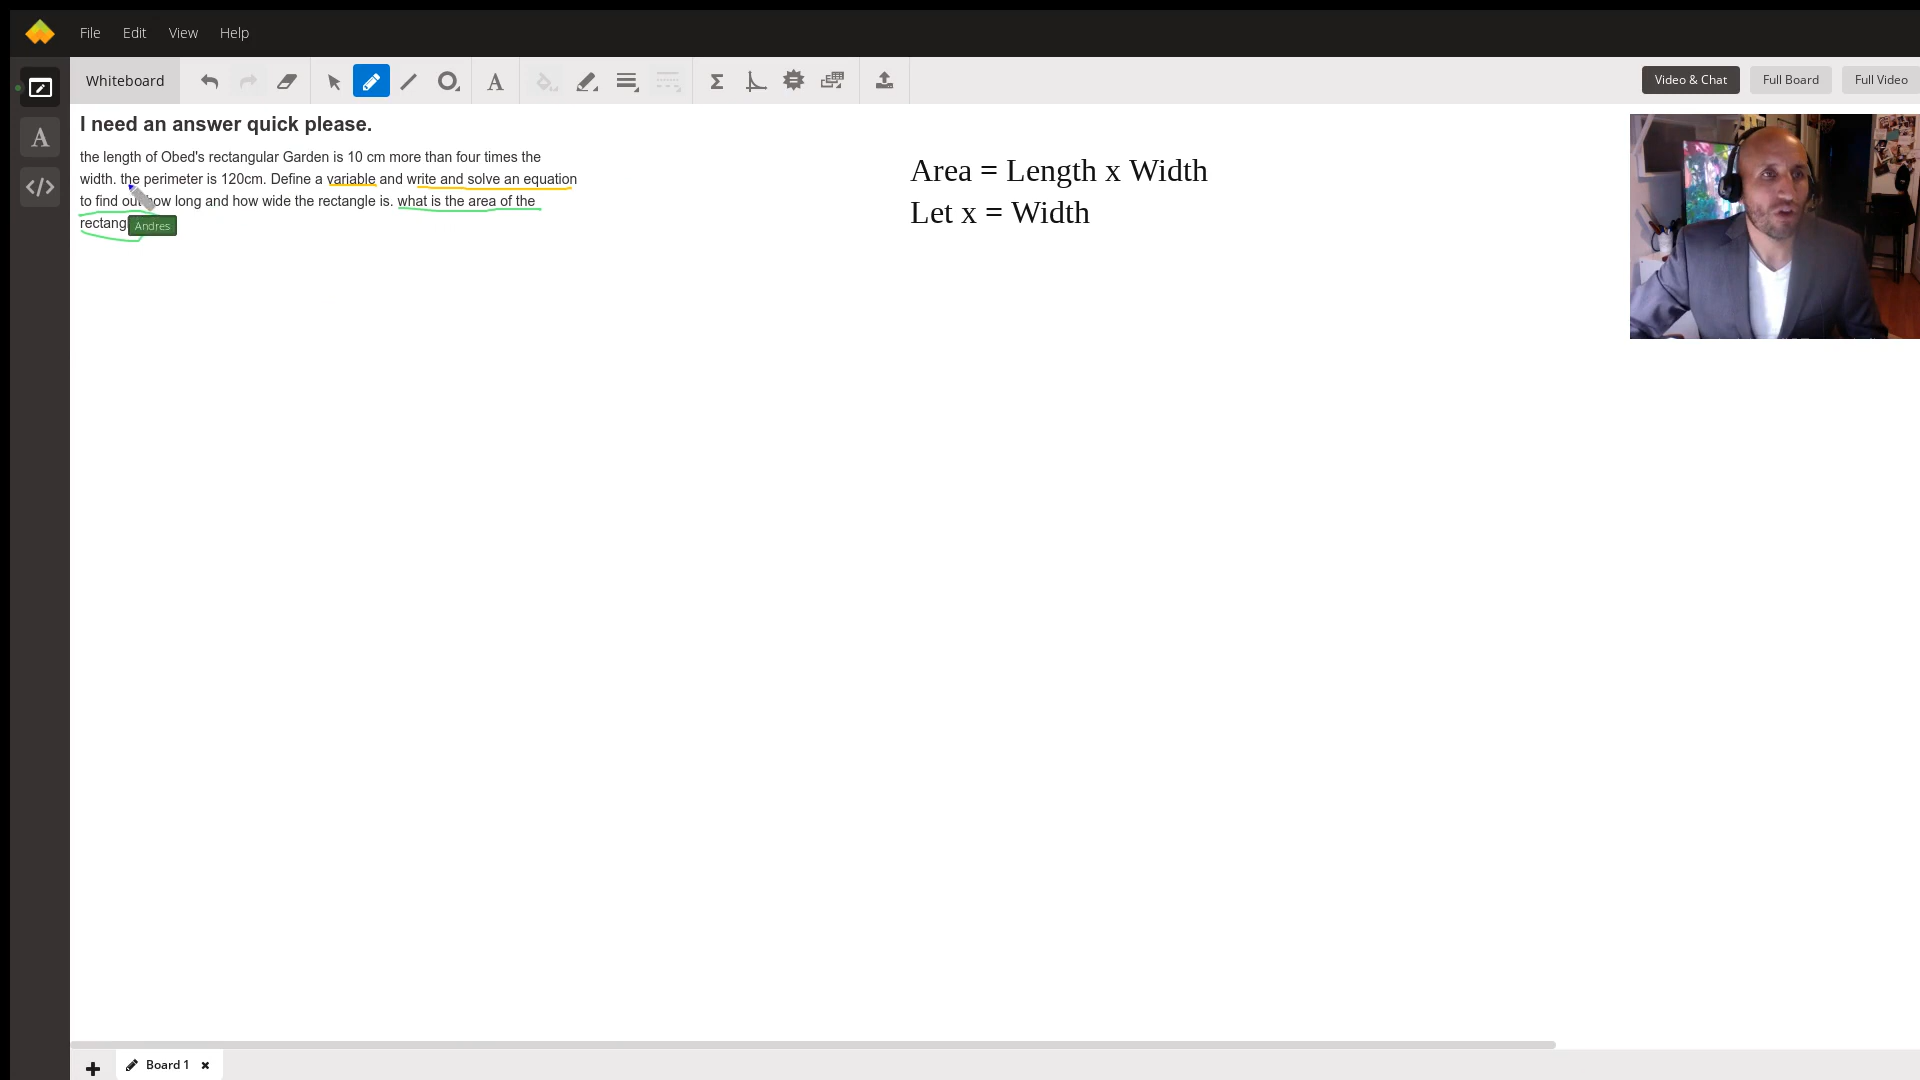 File Edit View Help
Whiteboard
Video & Chat Full Board Full Video
I need an answer quick please.
the length of Obed's rectangular Garden is 10 cm more than four times the
width. the perimeter is 120cm. Define a variable and write and solve an equation
to find out how long and how wide the rectangle is. what is the area of the
rectang
Andres
Area = Length x Width
Let x = Width
Board 1